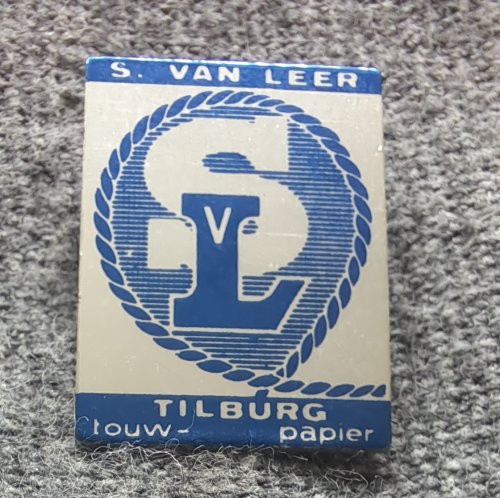 S. VAN LEER
S
V
L
TILBURG
touw- papier